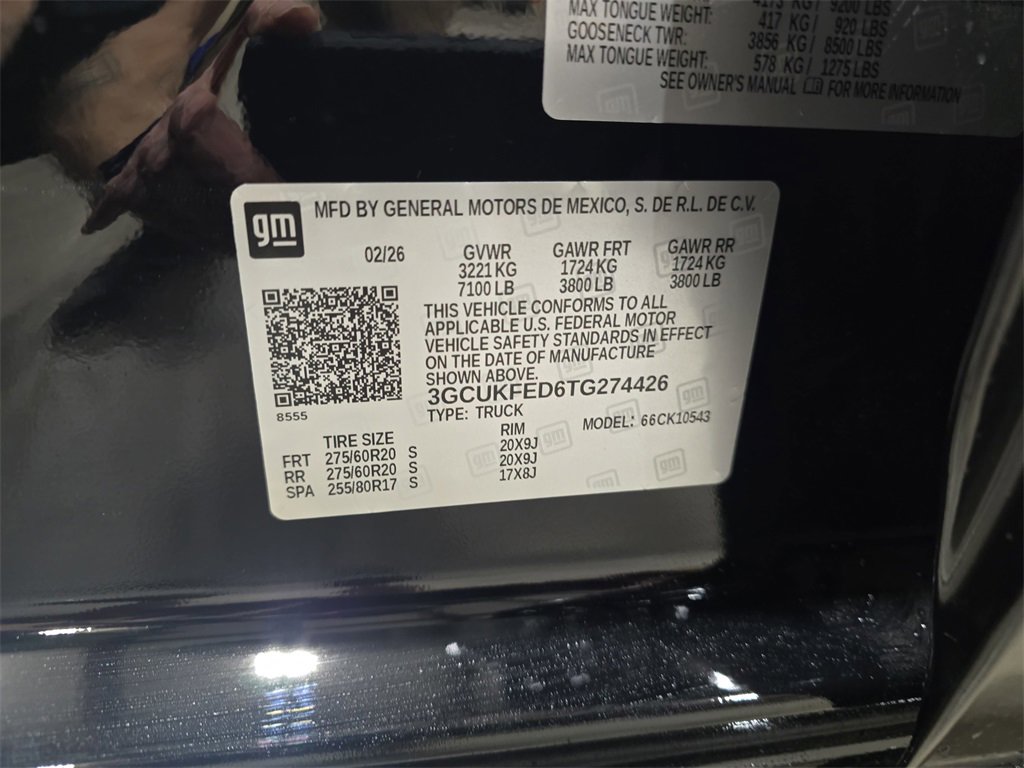 4173 KG/ 9200 LBS
MAX TONGUE WEIGHT: 417 KG/ 920 LBS
GOOSENECK TWR: 3856 KG/ 8500 LBS
MAX TONGUE WEIGHT: 578 KG/ 1275 LBS
SEE OWNER'S MANUAL FOR MORE INFORMATION
gm
MFD BY GENERAL MOTORS DE MEXICO, S. DE R.L. DE C.V.
02/26
GVWR GAWR FRT GAWR RR
3221 KG 1724 KG 1724 KG
7100 LB 3800 LB 3800 LB
THIS VEHICLE CONFORMS TO ALL
APPLICABLE U.S. FEDERAL MOTOR
VEHICLE SAFETY STANDARDS IN EFFECT
ON THE DATE OF MANUFACTURE
SHOWN ABOVE.
3GCUKFED6TG274426
8555
TYPE: TRUCK MODEL: 66CK10543
TIRE SIZE RIM
FRT 275/60R20 S 20X9J
RR 275/60R20 S 20X9J
SPA 255/80R17 S 17X8J